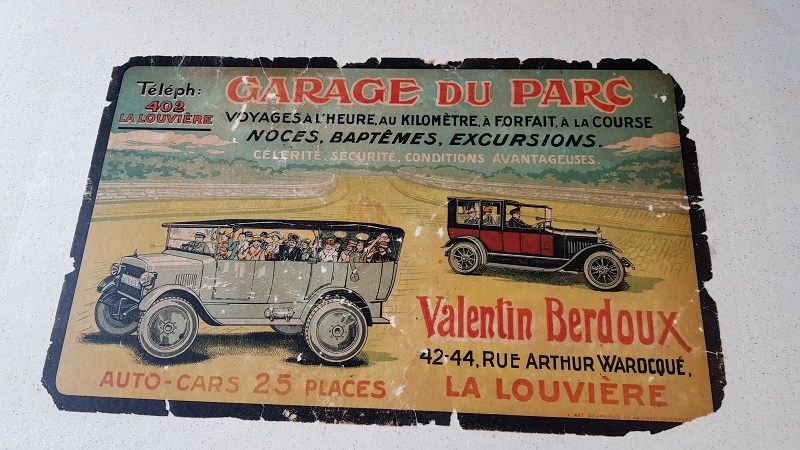 Téléph:
402
LA LOUVIÈRE
GARAGE DU PARC
VOYAGES À L'HEURE, AU KILOMÈTRE, À FORFAIT, À LA COURSE
NOCES, BAPTÊMES, EXCURSIONS.
CÉLÉRITÉ, SÉCURITÉ, CONDITIONS AVANTAGEUSES.
Valentin Berdoux
42-44, RUE ARTHUR WAROCQUÉ,
LA LOUVIÈRE
AUTO-CARS 25 PLACES